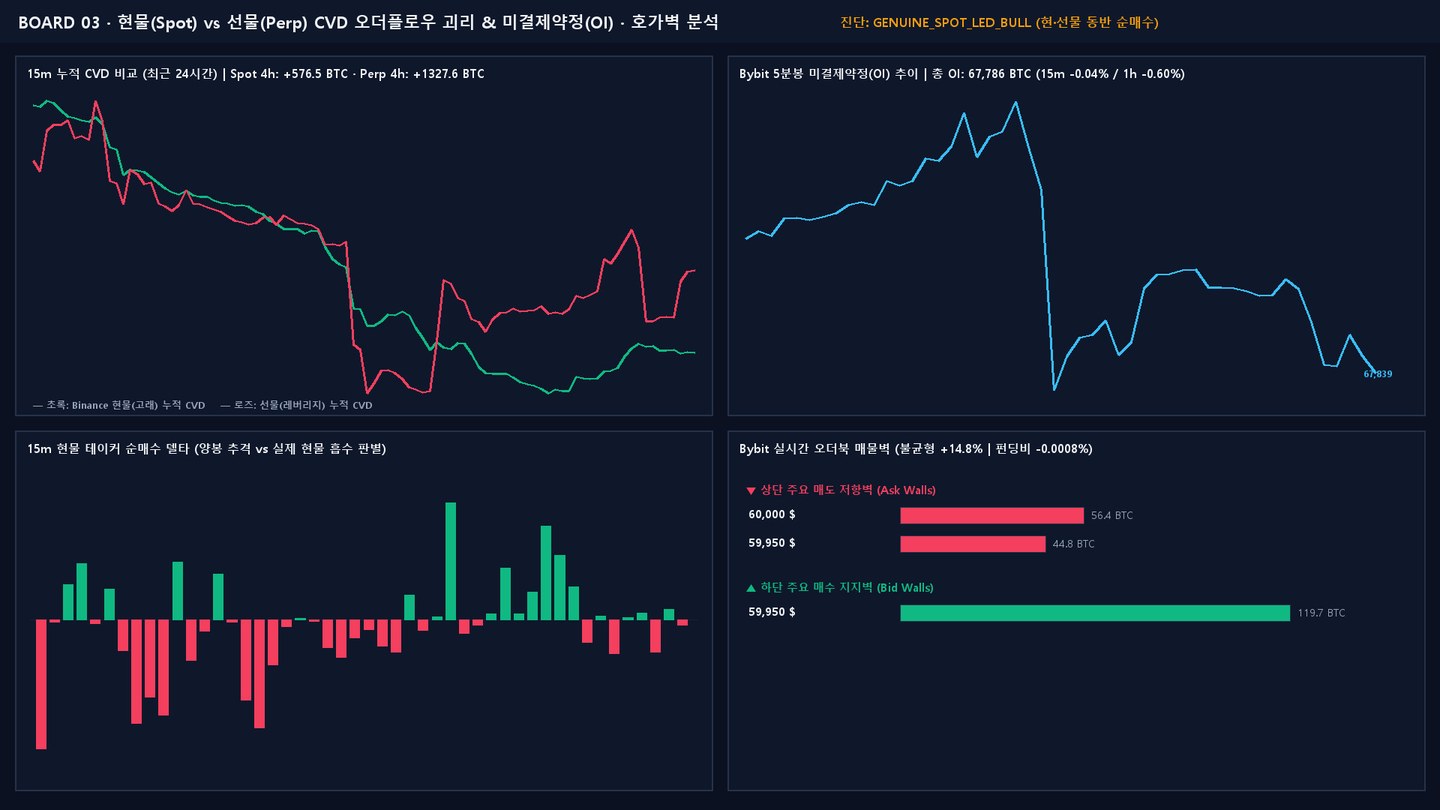 BOARD 03 · 현물(Spot) vs 선물(Perp) CVD 오더플로우 괴리 & 미결제약정(OI) · 호가벽 분석
진단: GENUINE_SPOT_LED_BULL (현·선물 동반 순매수)
15m 누적 CVD 비교 (최근 24시간) | Spot 4h: +576.5 BTC · Perp 4h: +1327.6 BTC
— 초록: Binance 현물(고래) 누적 CVD — 로즈: 선물(레버리지) 누적 CVD
Bybit 5분봉 미결제약정(OI) 추이 | 총 OI: 67,786 BTC (15m -0.04% / 1h -0.60%)
67,839
15m 현물 테이커 순매수 델타 (양봉 추격 vs 실제 현물 흡수 판별)
Bybit 실시간 오더북 매물벽 (불균형 +14.8% | 펀딩비 -0.0008%)
▼ 상단 주요 매도 저항벽 (Ask Walls)
60,000 $ 56.4 BTC
59,950 $ 44.8 BTC
▲ 하단 주요 매수 지지벽 (Bid Walls)
59,950 $ 119.7 BTC